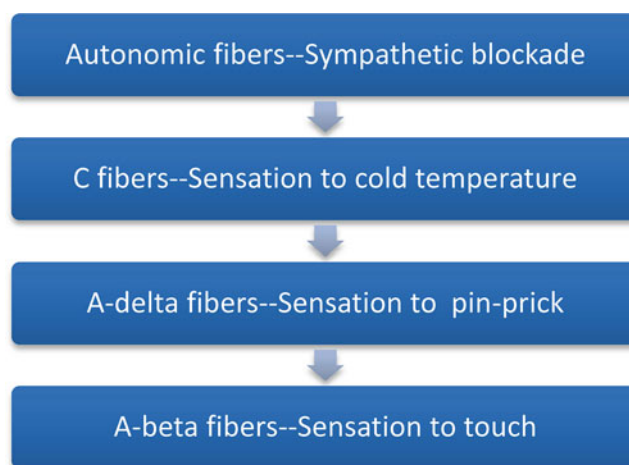 Autonomic fibers--Sympathetic blockade
C fibers--Sensation to cold temperature
A-delta fibers--Sensation to  pin-prick
A-beta fibers--Sensation to touch